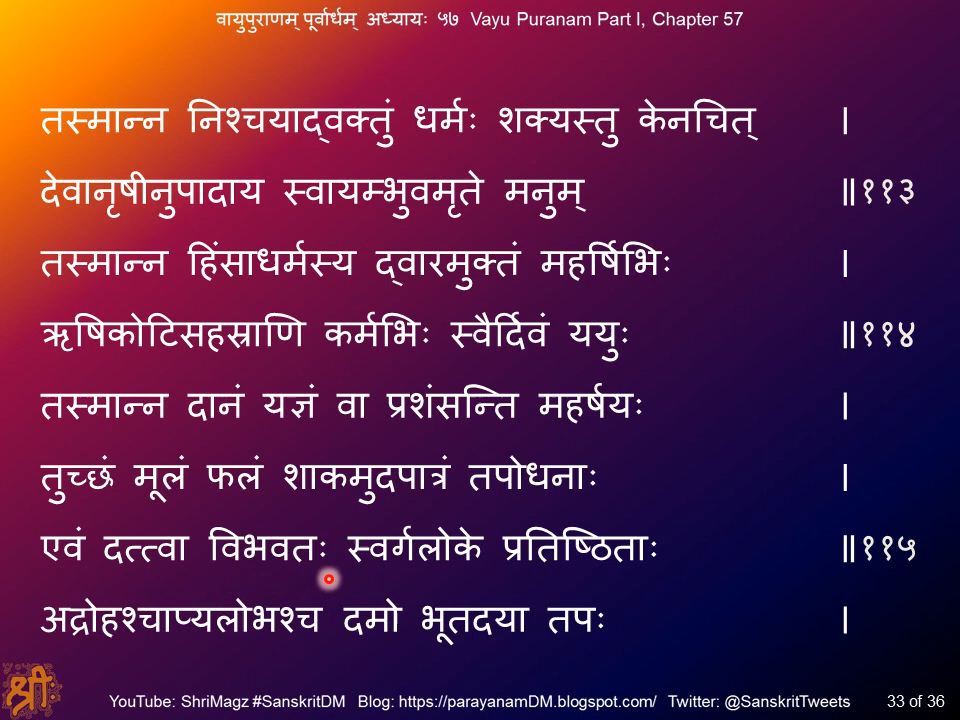 वायुपुराणम् पूर्वार्धम् अध्यायः ५७ Vayu Puranam Part I, Chapter 57
तस्मान्न निश्चयाद्वक्तुं धर्मः शक्यस्तु केनचित् ।
देवानृषीनुपादाय स्वायम्भुवमृते मनुम् ॥११३
तस्मान्न हिंसाधर्मस्य द्वारमुक्तं महर्षिभिः ।
ऋषिकोटिसहस्राणि कर्मभिः स्वैर्दिवं ययुः ॥११४
तस्मान्न दानं यज्ञं वा प्रशंसन्ति महर्षयः ।
तुच्छं मूलं फलं शाकमुदपात्रं तपोधनाः ।
एवं दत्त्वा विभवतः स्वर्गलोके प्रतिष्ठिताः ॥११५
अद्रोहश्चाप्यलोभश्च दमो भूतदया तपः ।
श्रीः
YouTube: ShriMagz #SanskritDM Blog: https://parayanamDM.blogspot.com/ Twitter: @SanskritTweets 33 of 36